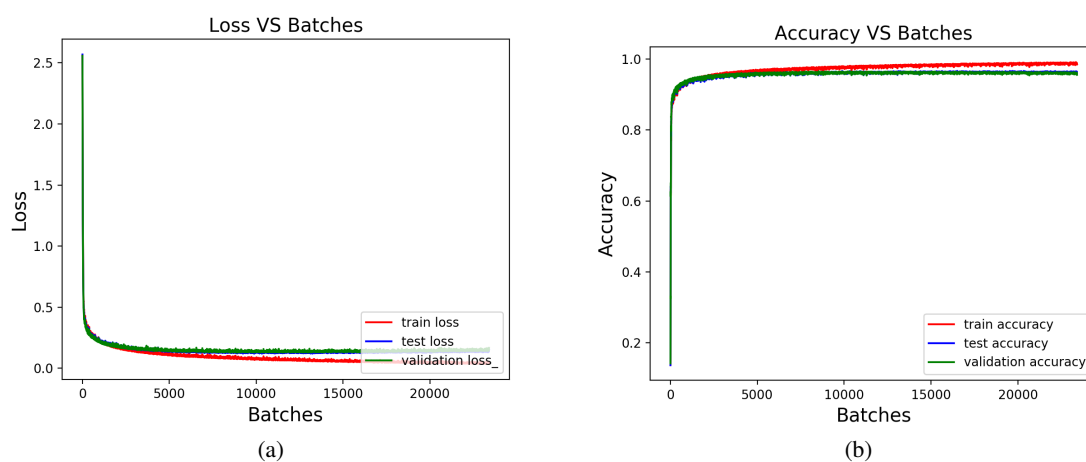 Loss VS Batches
2.5
2.0
1.5
1.0
0.5
0.0
Loss
train loss
test loss
validation loss_
0 5000 10000 15000 20000
Batches
(a)
Accuracy VS Batches
1.0
0.8
0.6
0.4
0.2
Accuracy
train accuracy
test accuracy
validation accuracy
0 5000 10000 15000 20000
Batches
(b)